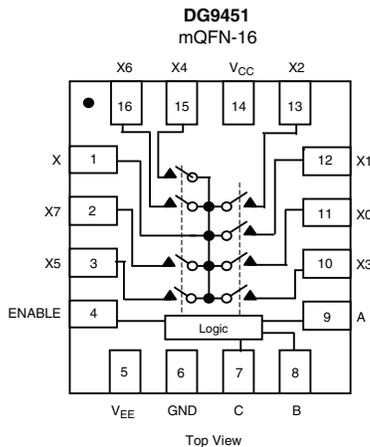 DG9451
mQFN-16
X6 X4 VCC X2
16 15 14 13
X 1 12 X1
X7 2 11 X0
X5 3 10 X3
ENABLE 4 Logic 9 A
5 6 7 8
VEE GND C B
Top View